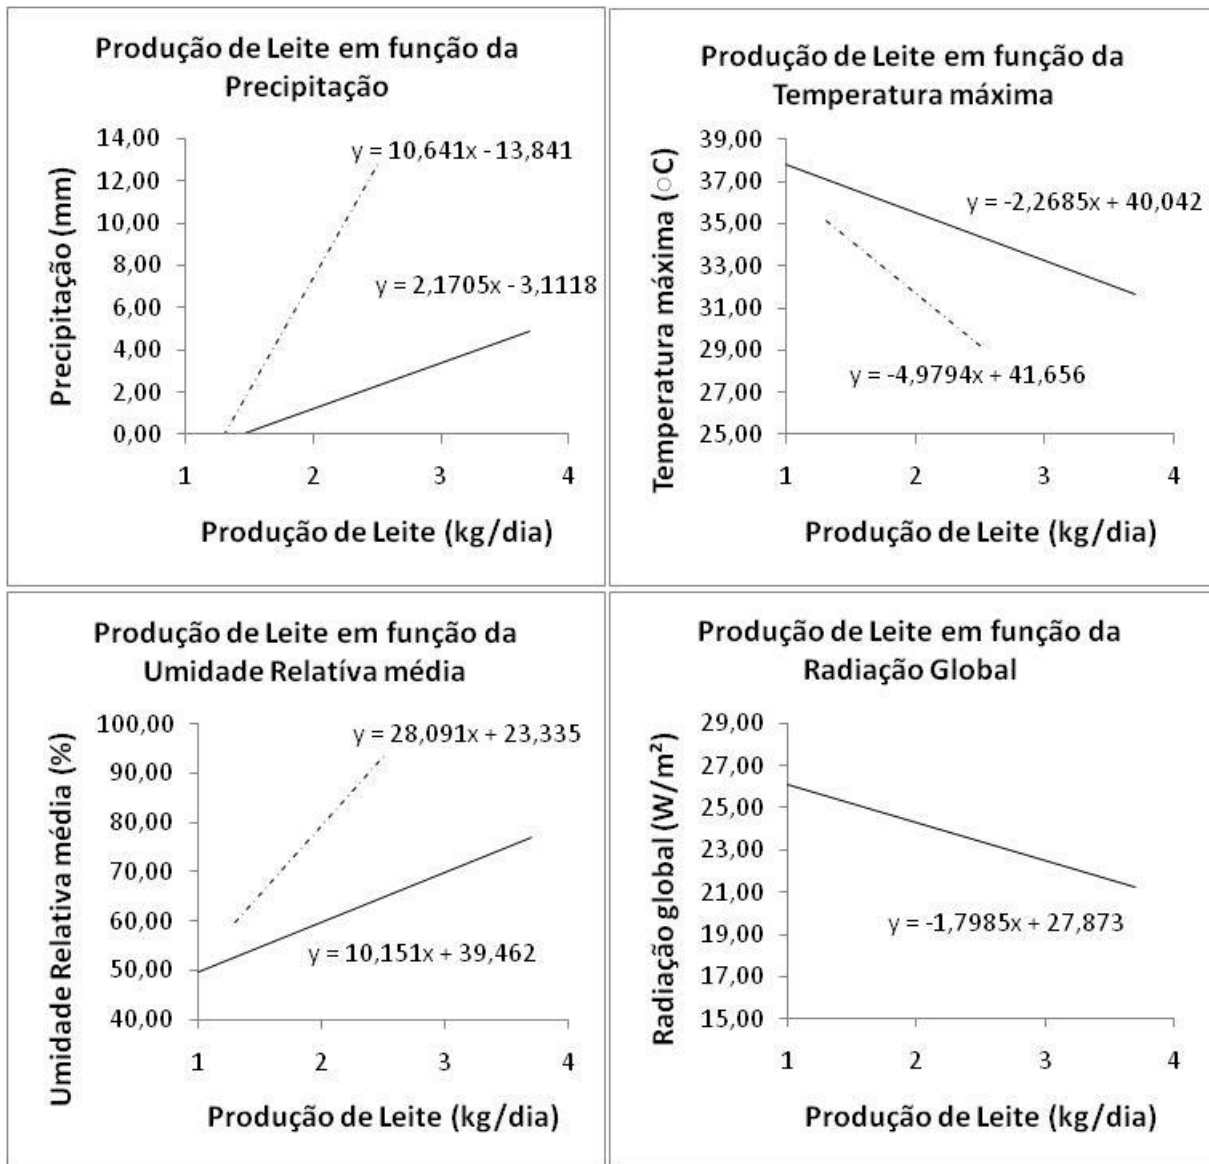 Produção de Leite em função da
Precipitação
14,00
12,00
10,00
8,00
6,00
4,00
2,00
0,00
Precipitação (mm)
y = 10,641x - 13,841
y = 2,1705x - 3,1118
1 2 3 4
Produção de Leite (kg/dia)
Produção de Leite em função da
Temperatura máxima
39,00
37,00
35,00
33,00
31,00
29,00
27,00
25,00
Temperatura máxima (○C)
y = -2,2685x + 40,042
y = -4,9794x + 41,656
1 2 3 4
Produção de Leite (kg/dia)
Produção de Leite em função da
Umidade Relatíva média
100,00
90,00
80,00
70,00
60,00
50,00
40,00
Umidade Relativa média (%)
y = 28,091x + 23,335
y = 10,151x + 39,462
1 2 3 4
Produção de Leite (kg/dia)
Produção de Leite em função da
Radiação Global
29,00
27,00
25,00
23,00
21,00
19,00
17,00
15,00
Radiação global (W/m²)
y = -1,7985x + 27,873
1 2 3 4
Produção de Leite (kg/dia)